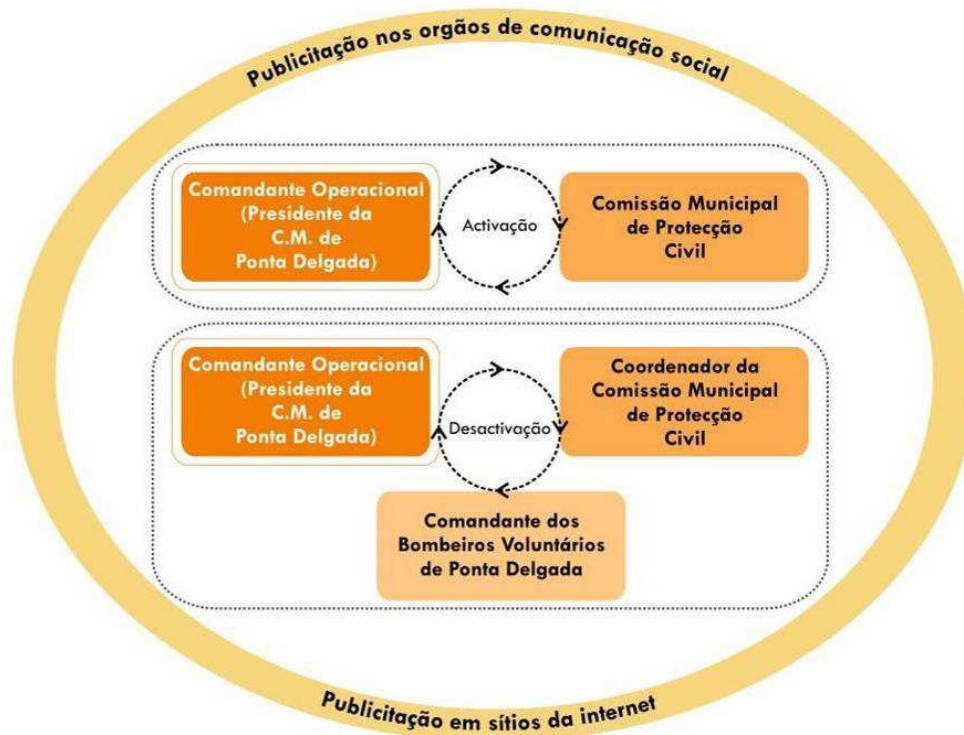 Publicitação nos orgãos de comunicação social
Comandante Operacional
(Presidente da
C.M. de
Ponta Delgada)
Activação
Comissão Municipal
de Protecção
Civil
Comandante Operacional
(Presidente da
C.M. de
Ponta Delgada)
Desactivação
Coordenador da
Comissão Municipal
de Protecção
Civil
Comandante dos
Bombeiros Voluntários
de Ponta Delgada
Publicitação em sítios da internet